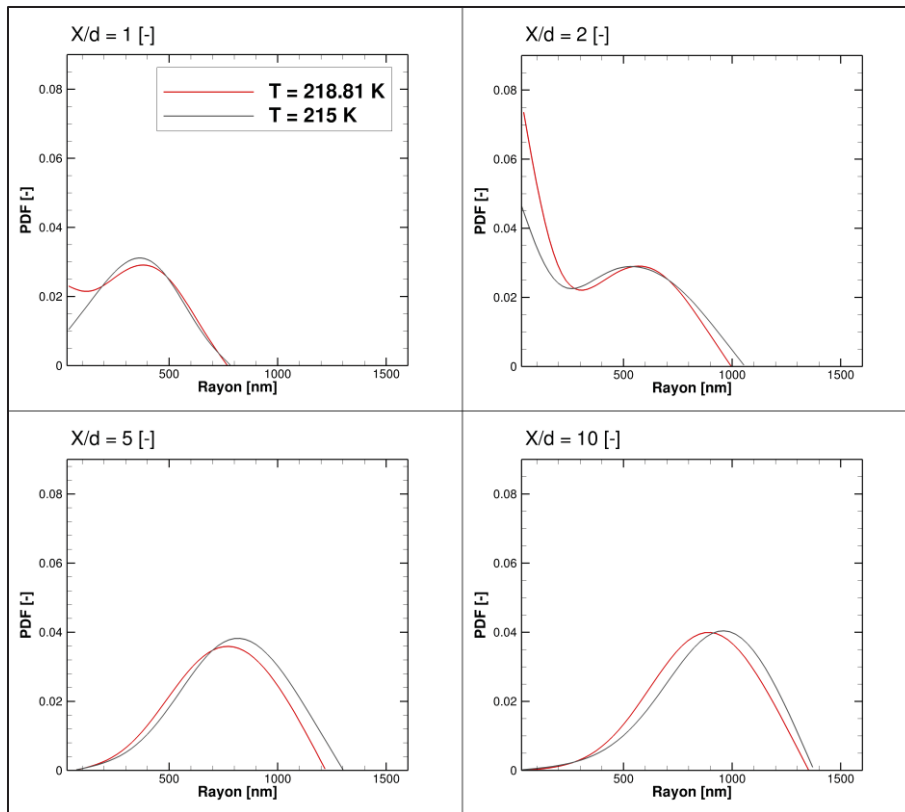 X/d = 1 [-]
0.08
0.06
0.04
0.02
0
PDF [-]
T = 218.81 K
T = 215 K
500
1000
1500
Rayon [nm]
X/d = 2 [-]
0.08
0.06
0.04
0.02
0
PDF [-]
500
1000
1500
Rayon [nm]
X/d = 5 [-]
0.08
0.06
0.04
0.02
0
PDF [-]
500
1000
1500
Rayon [nm]
X/d = 10 [-]
0.08
0.06
0.04
0.02
0
PDF [-]
500
1000
1500
Rayon [nm]